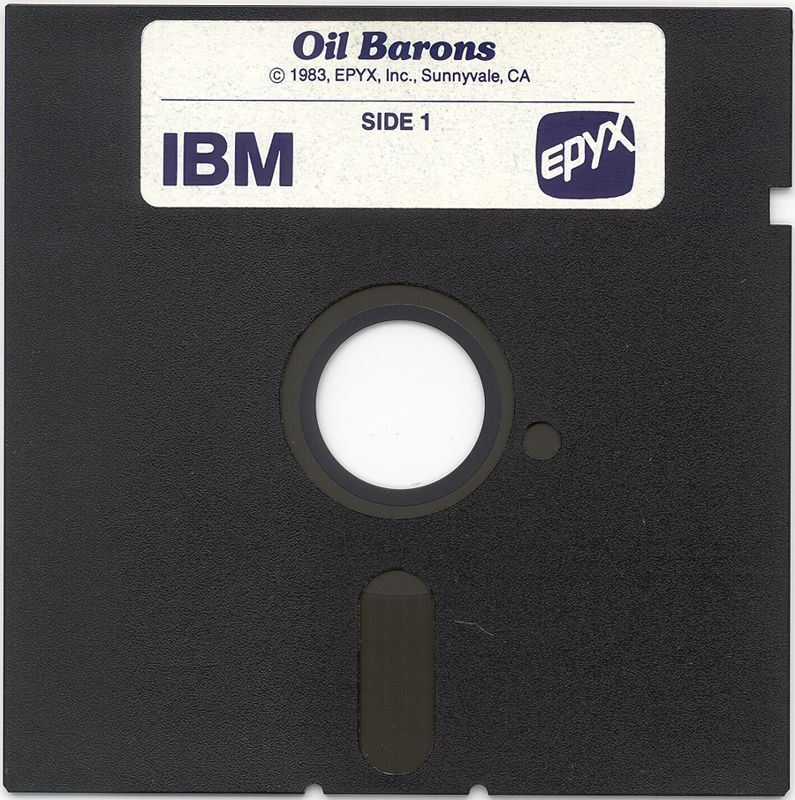 Oil Barons
© 1983, EPYX, Inc., Sunnyvale, CA
SIDE 1
IBM
EPYX